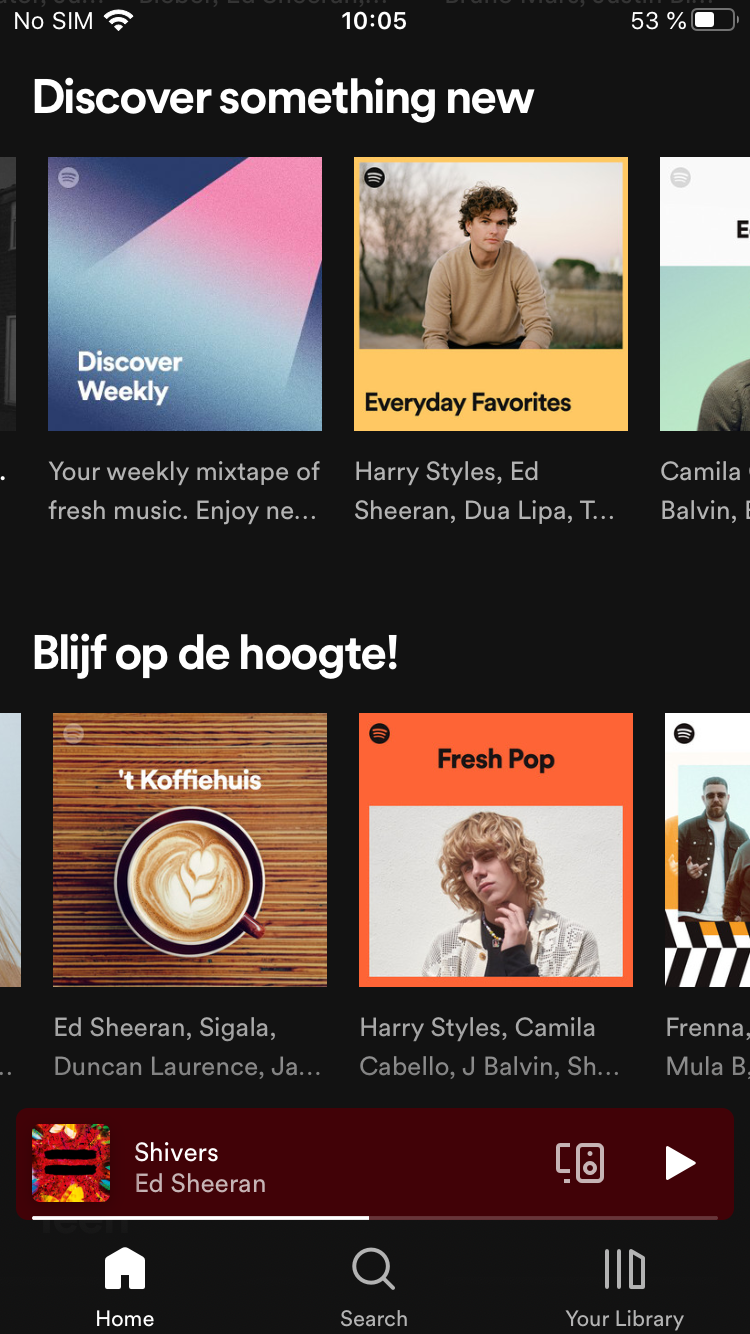 No SIM 10:05 53 %
Discover something new
Discover
Weekly
Everyday Favorites
Your weekly mixtape of
fresh music. Enjoy ne...
Harry Styles, Ed
Sheeran, Dua Lipa, T...
Camila
Balvin,
Blijf op de hoogte!
't Koffiehuis
Fresh Pop
Ed Sheeran, Sigala,
Duncan Laurence, Ja...
Harry Styles, Camila
Cabello, J Balvin, Sh...
Frenna,
Mula B,
Shivers
Ed Sheeran
Home
Search
Your Library